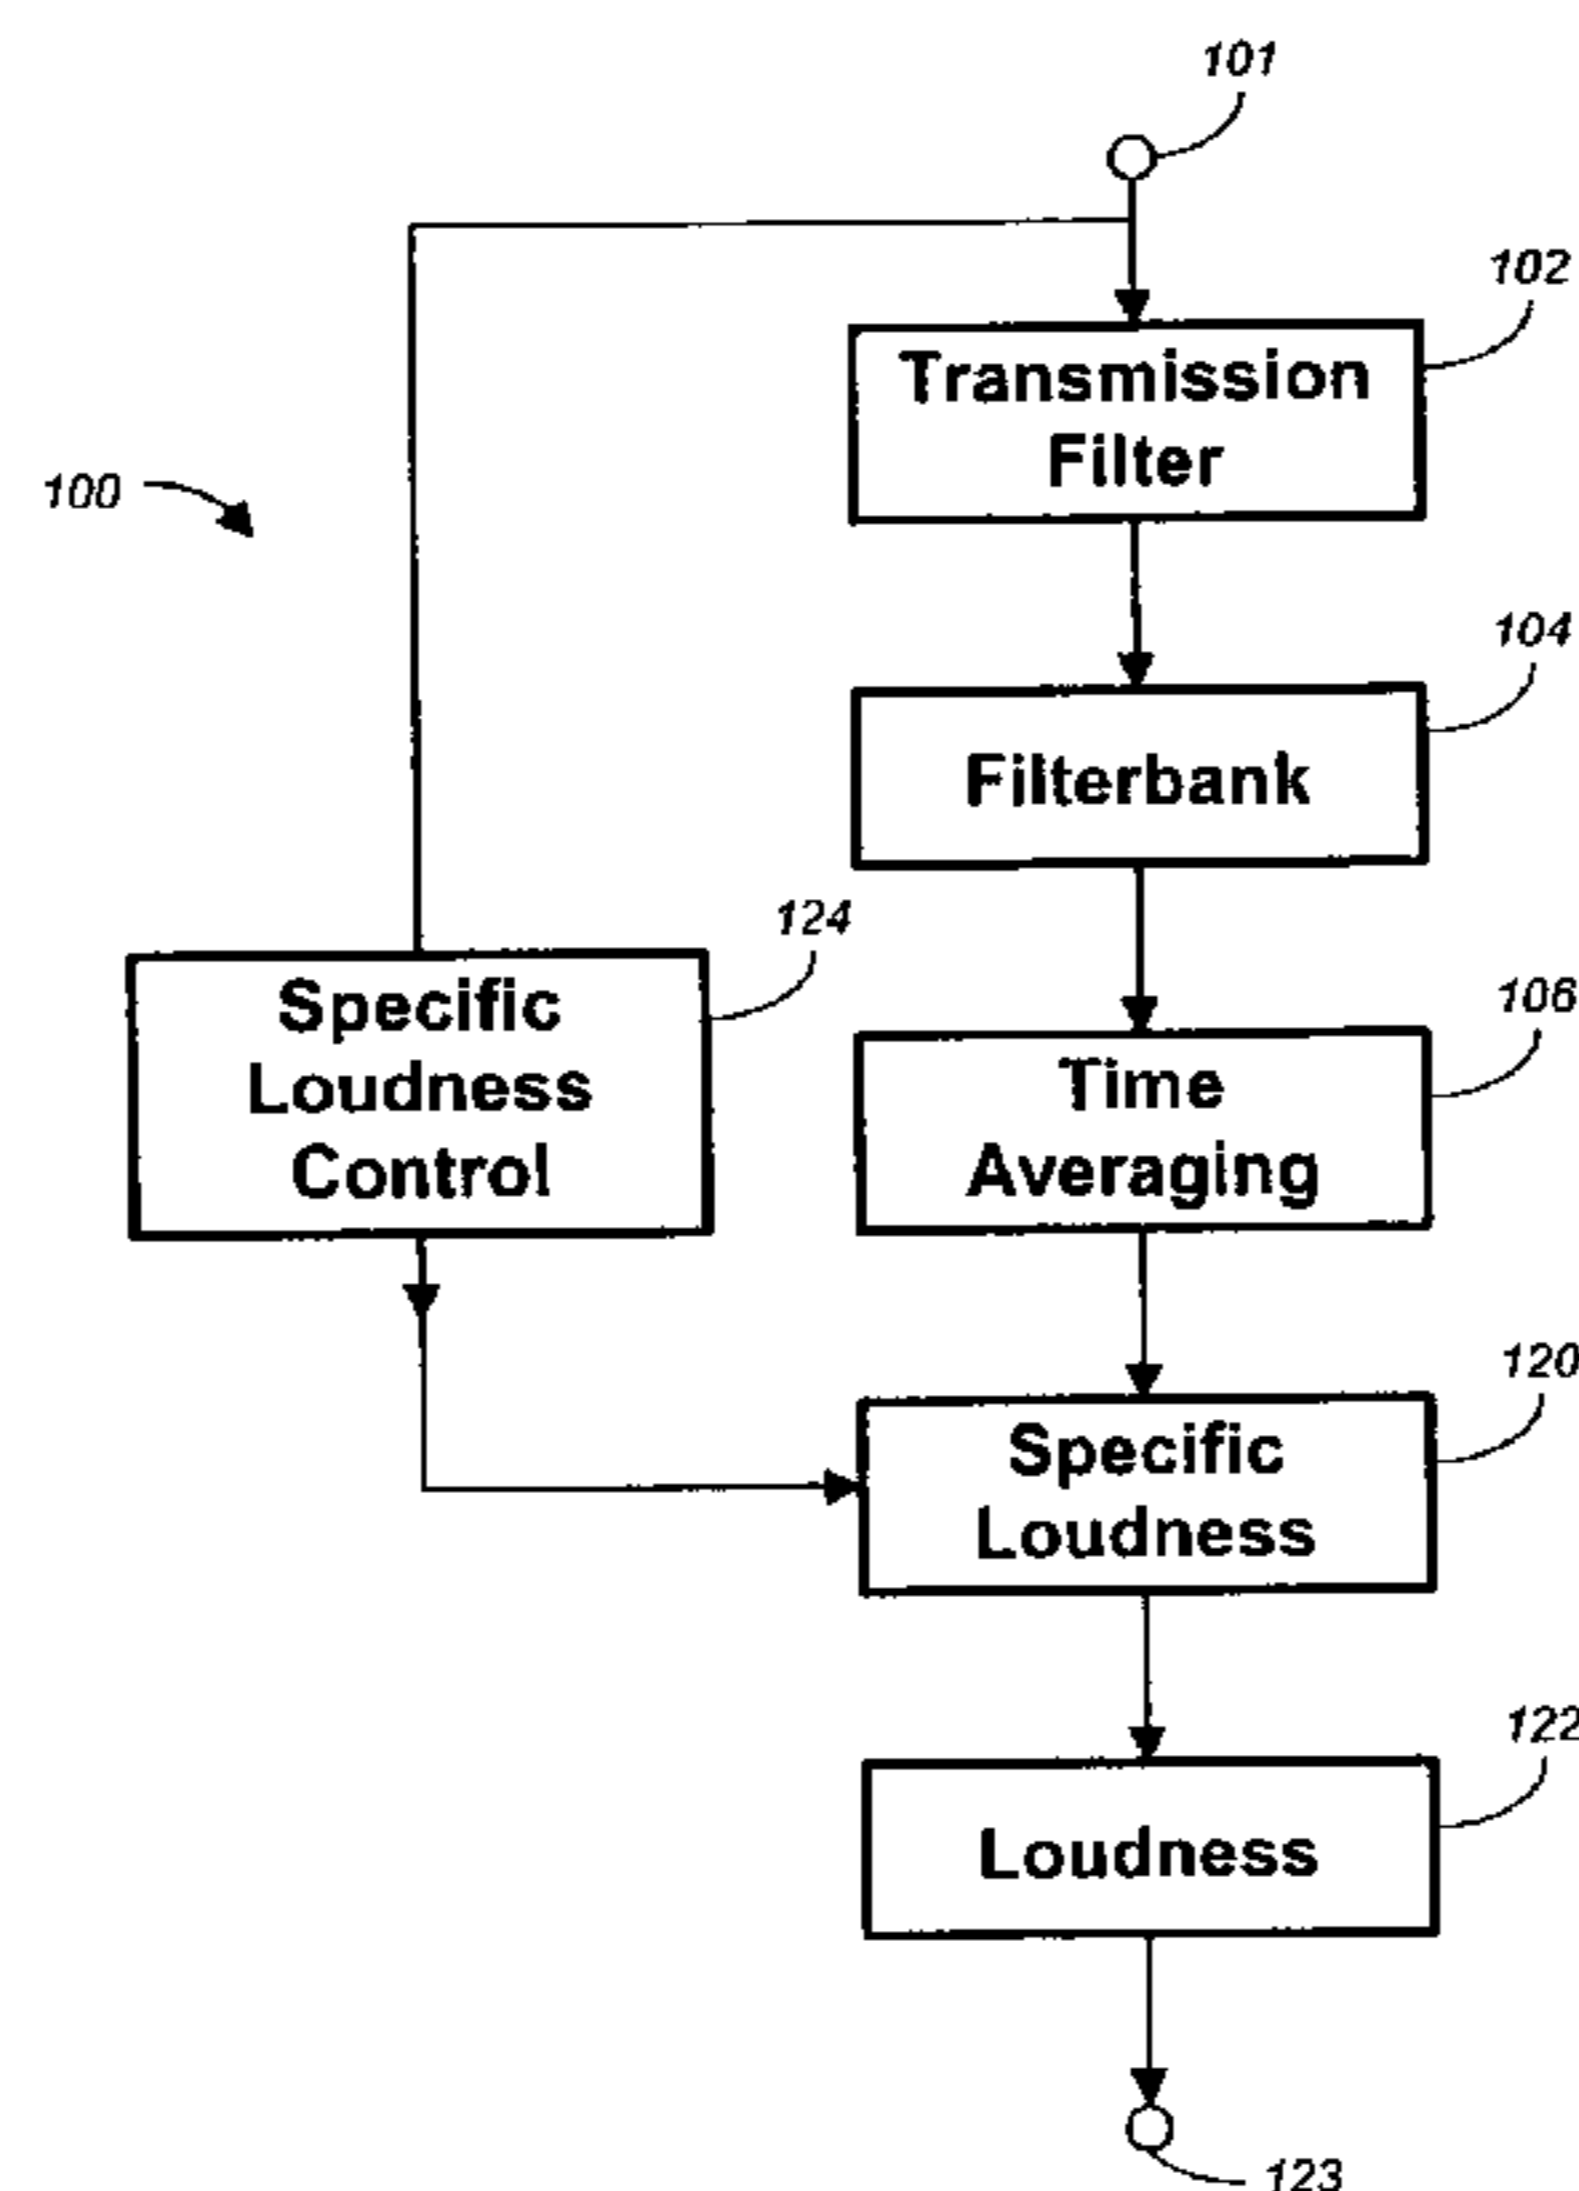 101
102
Transmission
Filter
100
104
Filterbank
124
Specific
Loudness
Control
106
Time
Averaging
120
Specific
Loudness
122
Loudness
123